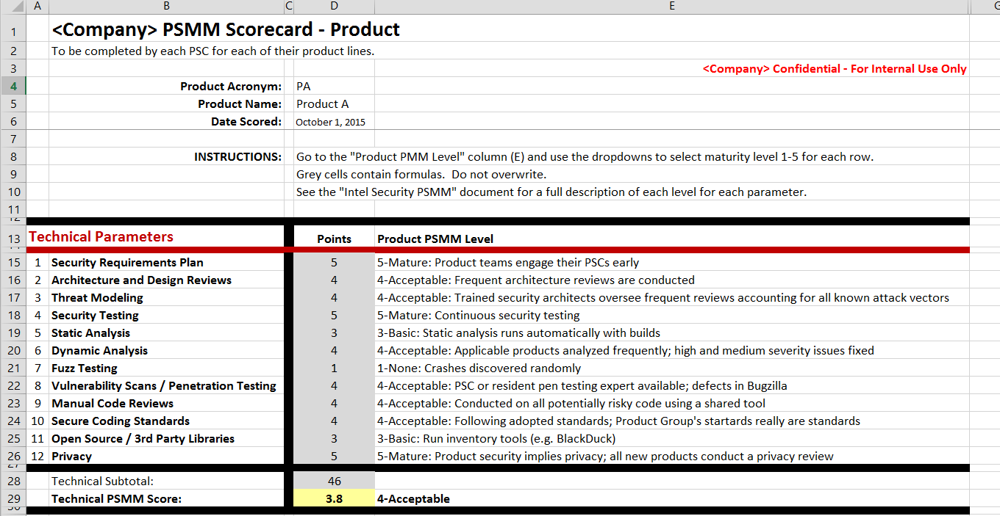 A B C D E G
1 <Company> PSMM Scorecard - Product
2 To be completed by each PSC for each of their product lines.
3 <Company> Confidential - For Internal Use Only
4 Product Acronym: PA
5 Product Name: Product A
6 Date Scored: October 1, 2015
7
8 INSTRUCTIONS: Go to the "Product PMM Level" column (E) and use the dropdowns to select maturity level 1-5 for each row.
9 Grey cells contain formulas. Do not overwrite.
10 See the "Intel Security PSMM" document for a full description of each level for each parameter.
11
12
13 Technical Parameters Points Product PSMM Level
15 1 Security Requirements Plan 5 5-Mature: Product teams engage their PSCs early
16 2 Architecture and Design Reviews 4 4-Acceptable: Frequent architecture reviews are conducted
17 3 Threat Modeling 4 4-Acceptable: Trained security architects oversee frequent reviews accounting for all known attack vectors
18 4 Security Testing 5 5-Mature: Continuous security testing
19 5 Static Analysis 3 3-Basic: Static analysis runs automatically with builds
20 6 Dynamic Analysis 4 4-Acceptable: Applicable products analyzed frequently; high and medium severity issues fixed
21 7 Fuzz Testing 1 1-None: Crashes discovered randomly
22 8 Vulnerability Scans / Penetration Testing 4 4-Acceptable: PSC or resident pen testing expert available; defects in Bugzilla
23 9 Manual Code Reviews 4 4-Acceptable: Conducted on all potentially risky code using a shared tool
24 10 Secure Coding Standards 4 4-Acceptable: Following adopted standards; Product Group's startards really are standards
25 11 Open Source / 3rd Party Libraries 3 3-Basic: Run inventory tools (e.g. BlackDuck)
26 12 Privacy 5 5-Mature: Product security implies privacy; all new products conduct a privacy review
27
28 Technical Subtotal: 46
29 Technical PSMM Score: 3.8 4-Acceptable
30